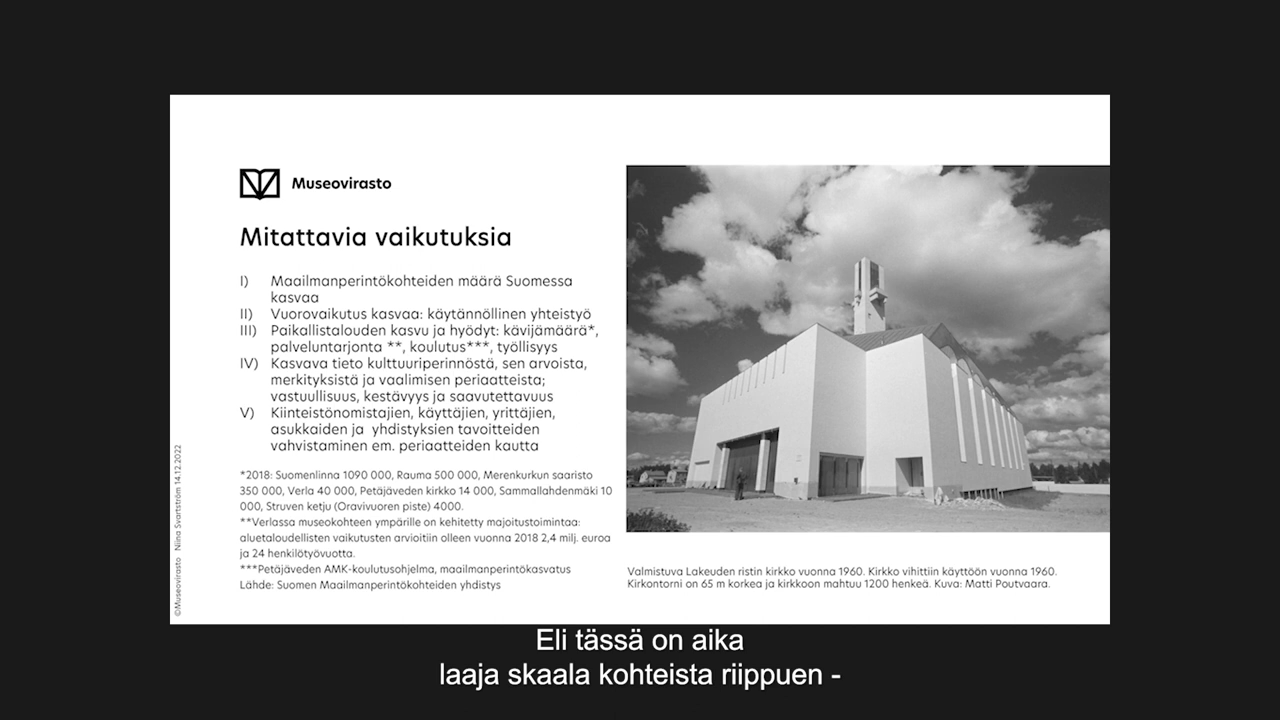 Museovirasto
Mitattavia vaikutuksia
I) Maailmanperintökohteiden määrä Suomessa
kasvaa
II) Vuorovaikutus kasvaa: käytännöllinen yhteistyö
III) Paikallistalouden kasvu ja hyödyt: kävijämäärä*,
palveluntarjonta **, koulutus***, työllisyys
IV) Kasvava tieto kulttuuriperinnöstä, sen arvoista,
merkityksistä ja vaalimisen periaatteista;
vastuullisuus, kestävyys ja saavutettavuus
V) Kiinteistönomistajien, käyttäjien, yrittäjien,
asukkaiden ja yhdistyksien tavoitteiden
vahvistaminen em. periaatteiden kautta
*2018: Suomenlinna 1090 000, Rauma 500 000, Merenkurkun saaristo
350 000, Verla 40 000, Petäjäveden kirkko 14 000, Sammallahdenmäki 10
000, Struven ketju (Oravivuoren piste) 4000.
**Verlassa museokohteen ympärille on kehitetty majoitustoimintaa:
aluetaloudellisten vaikutusten arvioitiin olleen vuonna 2018 2,4 milj. euroa
ja 24 henkilötyövuotta.
***Petäjäveden AMK-koulutusohjelma, maailmanperintökasvatus
Lähde: Suomen Maailmanperintökohteiden yhdistys
©Museovirasto Niina Svartström 14.12.2022
Valmistuva Lakeuden ristin kirkko vuonna 1960. Kirkko vihittiin käyttöön vuonna 1960.
Kirkontorni on 65 m korkea ja kirkkoon mahtuu 1200 henkeä. Kuva: Matti Poutvaara.
Eli tässä on aika
laaja skaala kohteista riippuen -